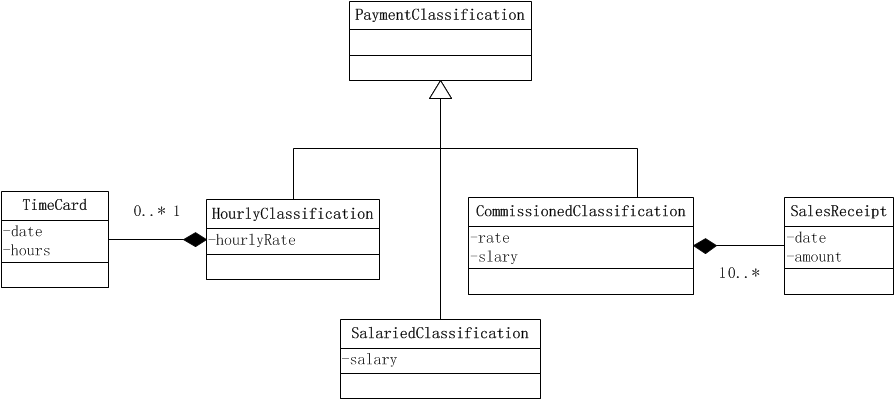 PaymentClassification
TimeCard
-date
-hours
0..* 1
HourlyClassification
-hourlyRate
CommissionedClassification
-rate
-slary
10..*
SalesReceipt
-date
-amount
SalariedClassification
-salary